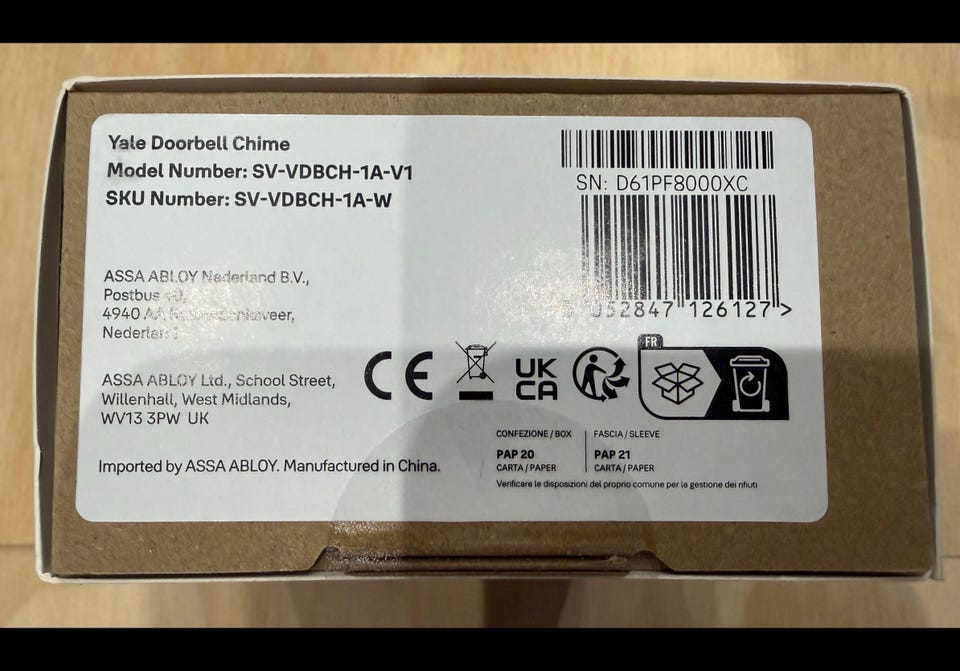 Yale Doorbell Chime
Model Number: SV-VDBCH-1A-V1
SKU Number: SV-VDBCH-1A-W
SN: D61PF8000XC
052847 126127 >
ASSA ABLOY Nederland B.V.,
Postbus
4940 AA
Nederland
ASSA ABLOY Ltd., School Street,
Willenhall, West Midlands,
WV13 3PW UK
Imported by ASSA ABLOY. Manufactured in China.
CE
UK
CA
FR
CONFEZIONE / BOX
PAP 20
CARTA / PAPER
FASCIA / SLEEVE
PAP 21
CARTA / PAPER
Verificare le disposizioni del proprio comune per la gestione dei rifiuti